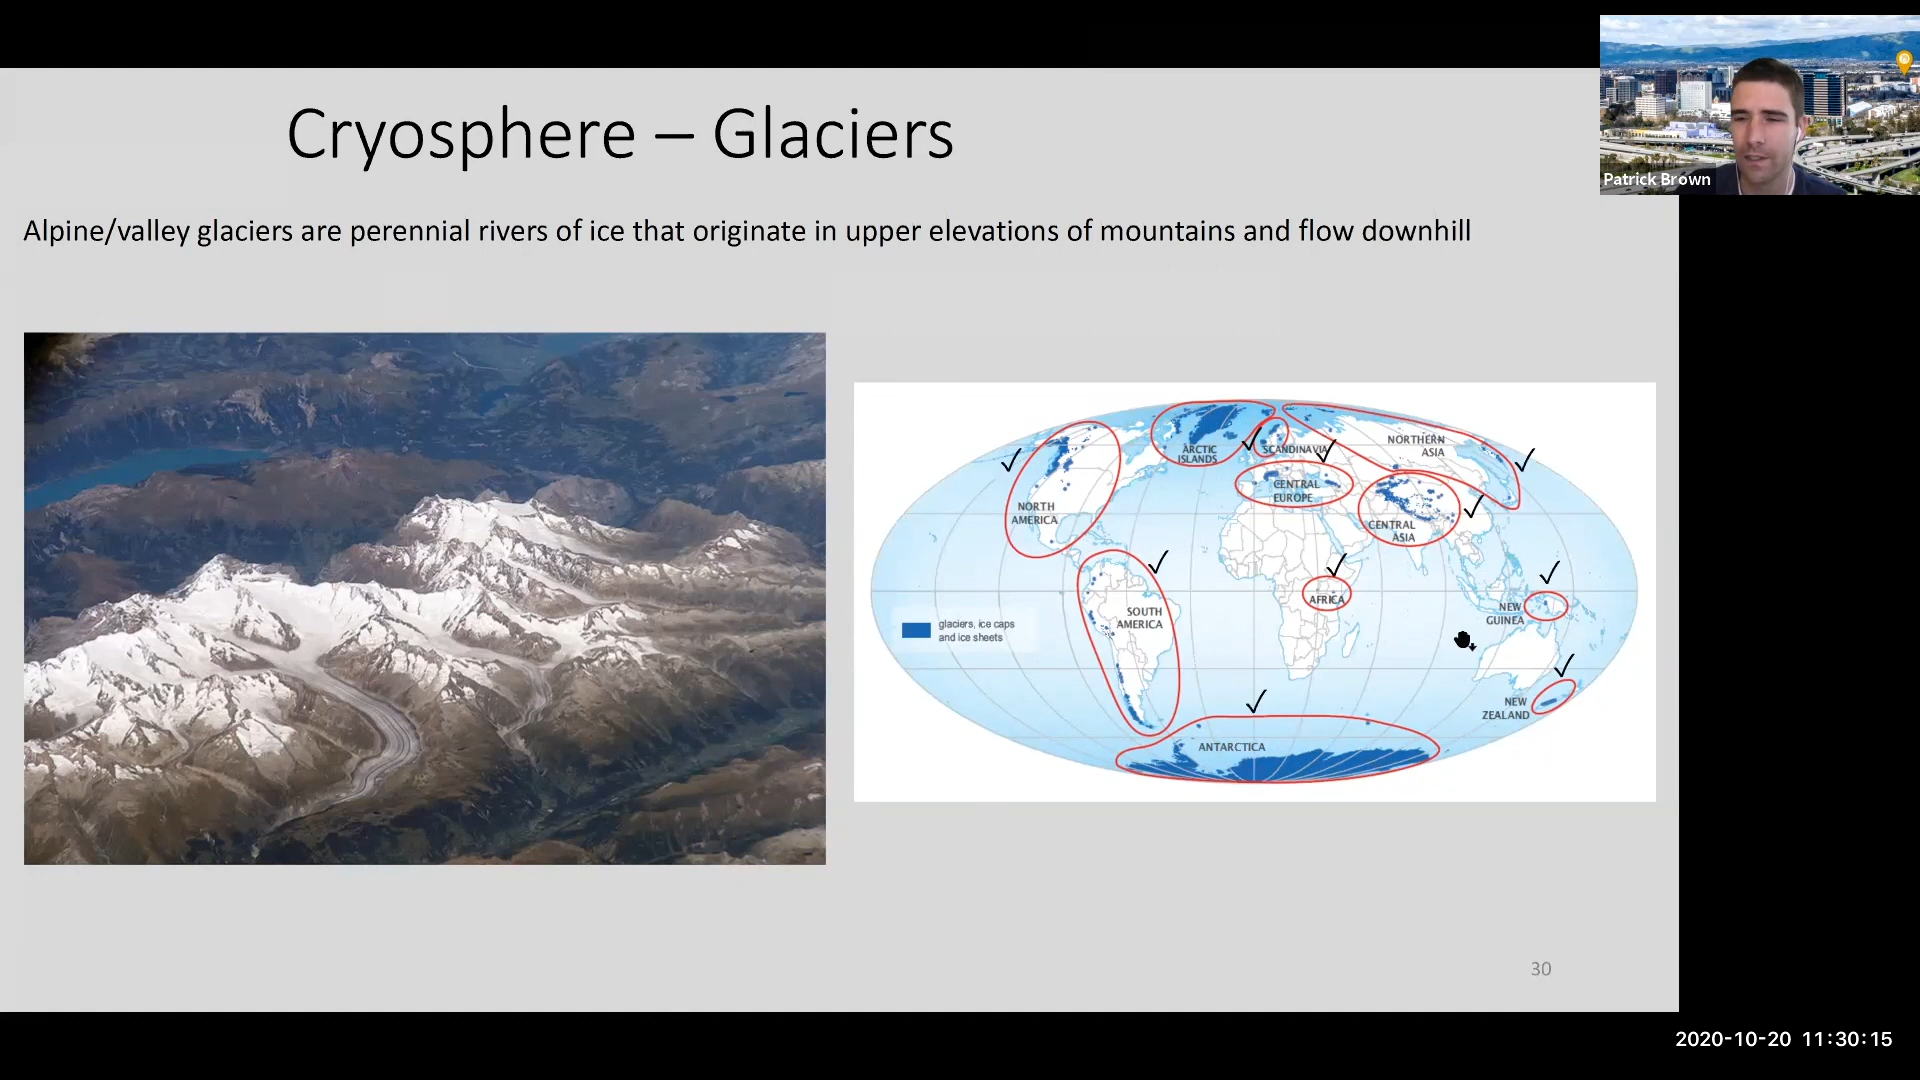 Cryosphere – Glaciers
Patrick Brown
Alpine/valley glaciers are perennial rivers of ice that originate in upper elevations of mountains and flow downhill
ARCTIC
ISLANDS
SCANDINAVIA
NORTHERN
ASIA
CENTRAL
EUROPE
NORTH
AMERICA
CENTRAL
ASIA
AFRICA
SOUTH
AMERICA
NEW
GUINEA
glaciers, ice caps
and ice sheets
NEW
ZEALAND
ANTARCTICA
30
2020-10-20 11:30:15